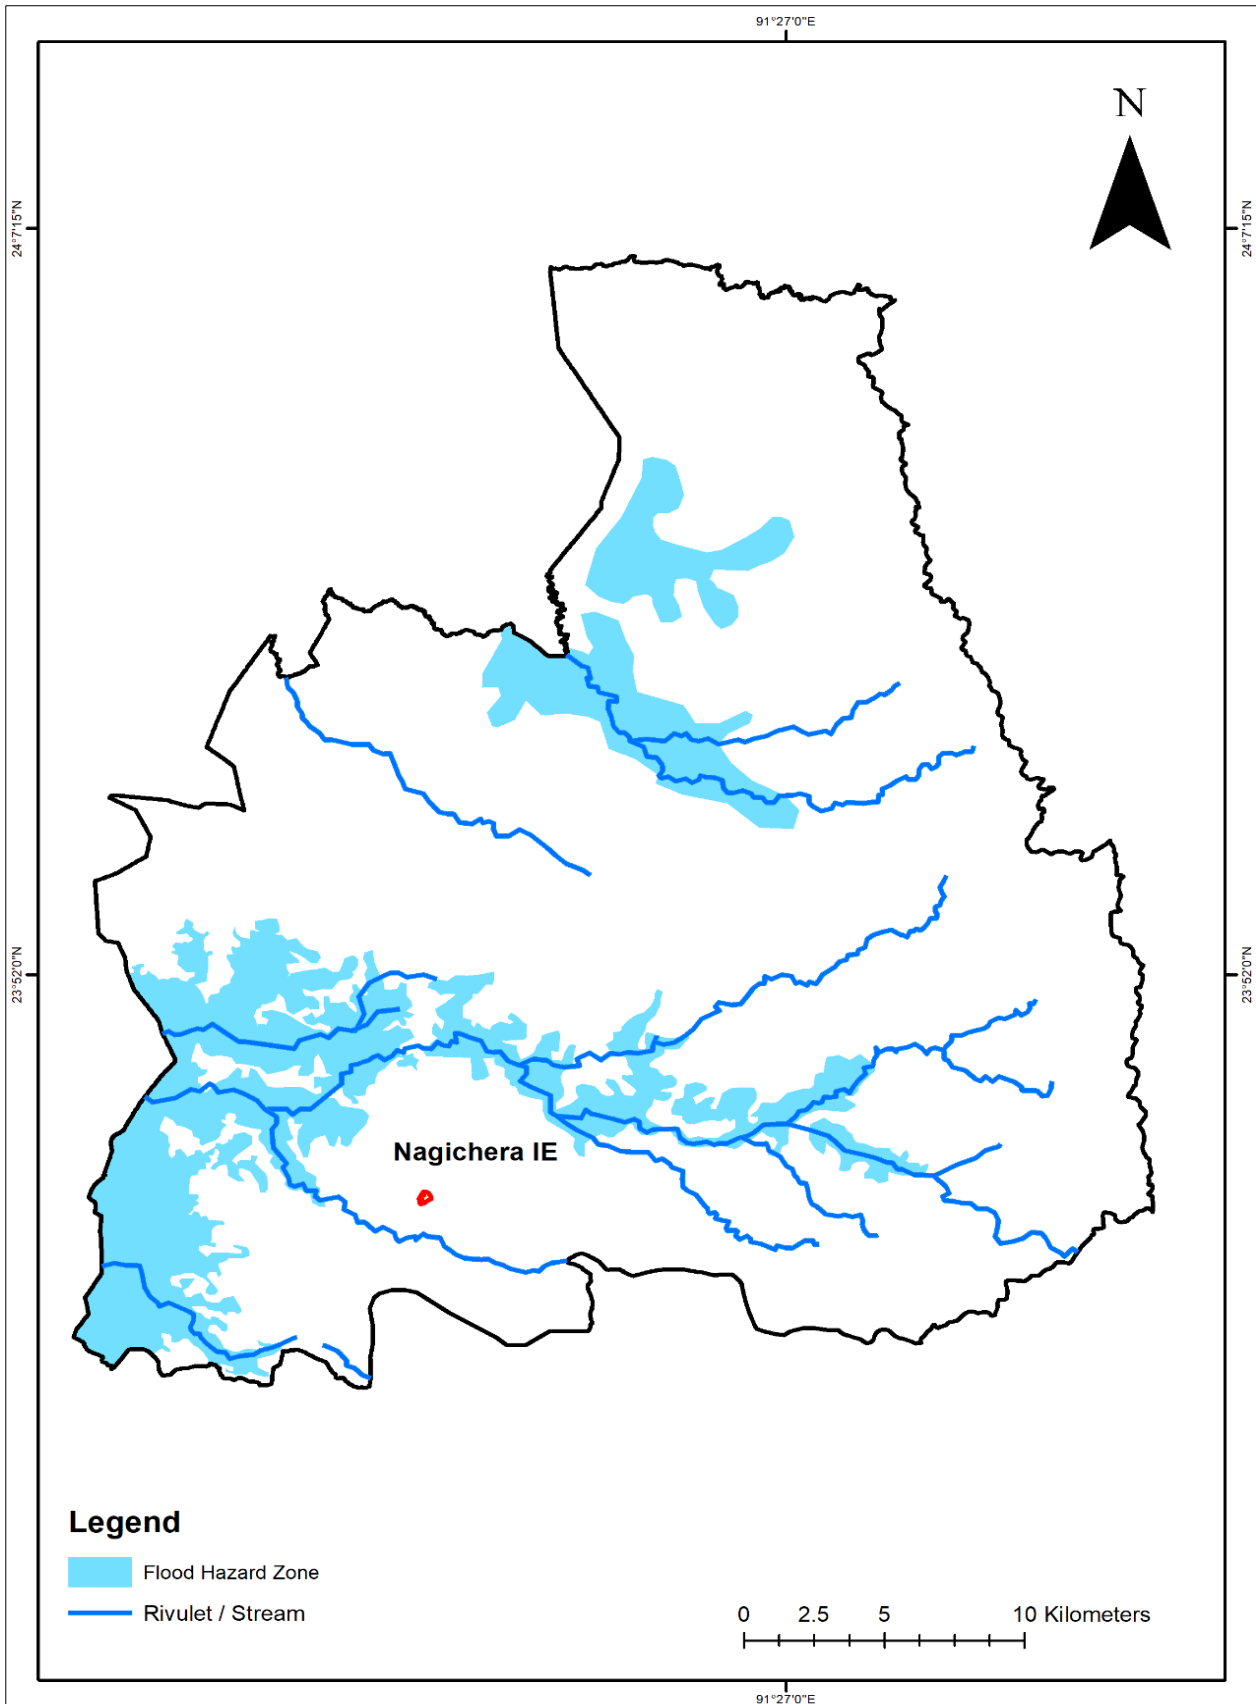 91°27'0"E
N
24°7'15"N
24°7'15"N
23°52'0"N
23°52'0"N
Nagichera IE
Legend
Flood Hazard Zone
Rivulet / Stream
0 2.5 5 10 Kilometers
91°27'0"E